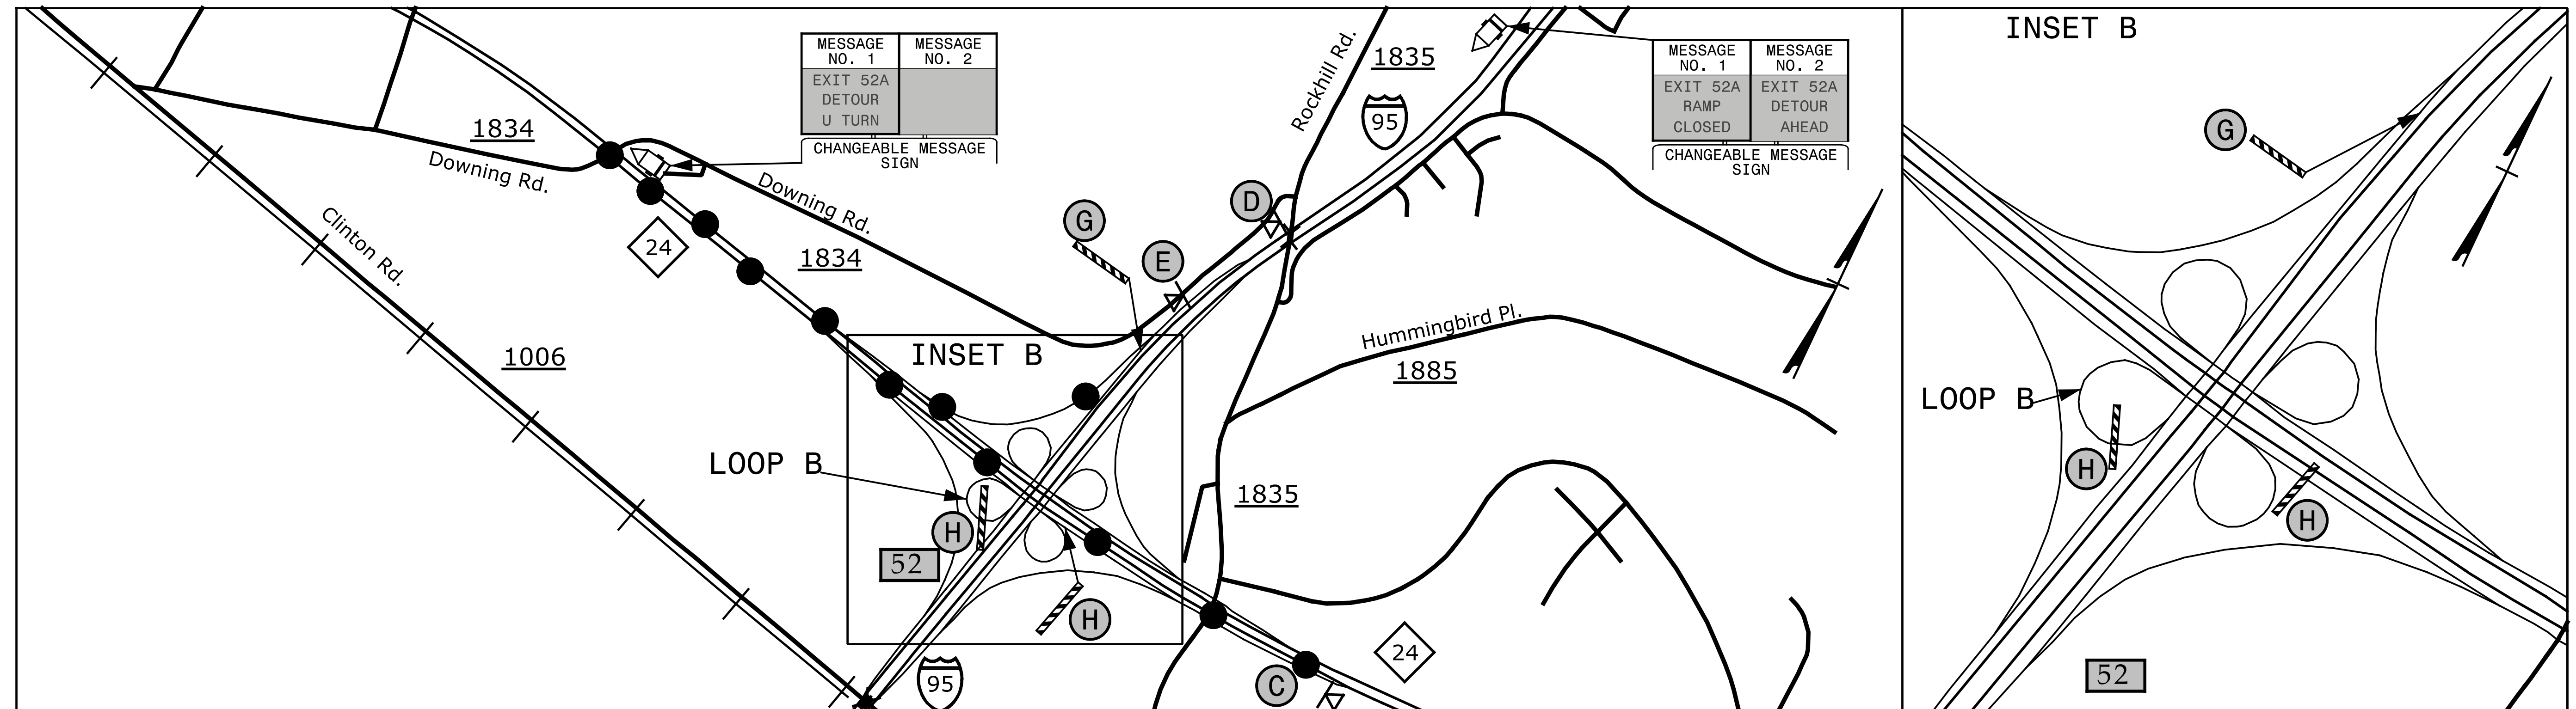 MESSAGE NO. 1
MESSAGE NO. 2
EXIT 52A
DETOUR
U TURN
CHANGEABLE MESSAGE
SIGN
Rockhill Rd.
1835
95
MESSAGE NO. 1
MESSAGE NO. 2
EXIT 52A
RAMP
CLOSED
EXIT 52A
DETOUR
AHEAD
CHANGEABLE MESSAGE
SIGN
INSET B
1834
Downing Rd.
Downing Rd.
24
1834
Clinton Rd.
1006
G
D
E
INSET B
Hummingbird Pl.
1885
LOOP B
H
52
H
1835
95
C
24
G
LOOP B
H
H
52